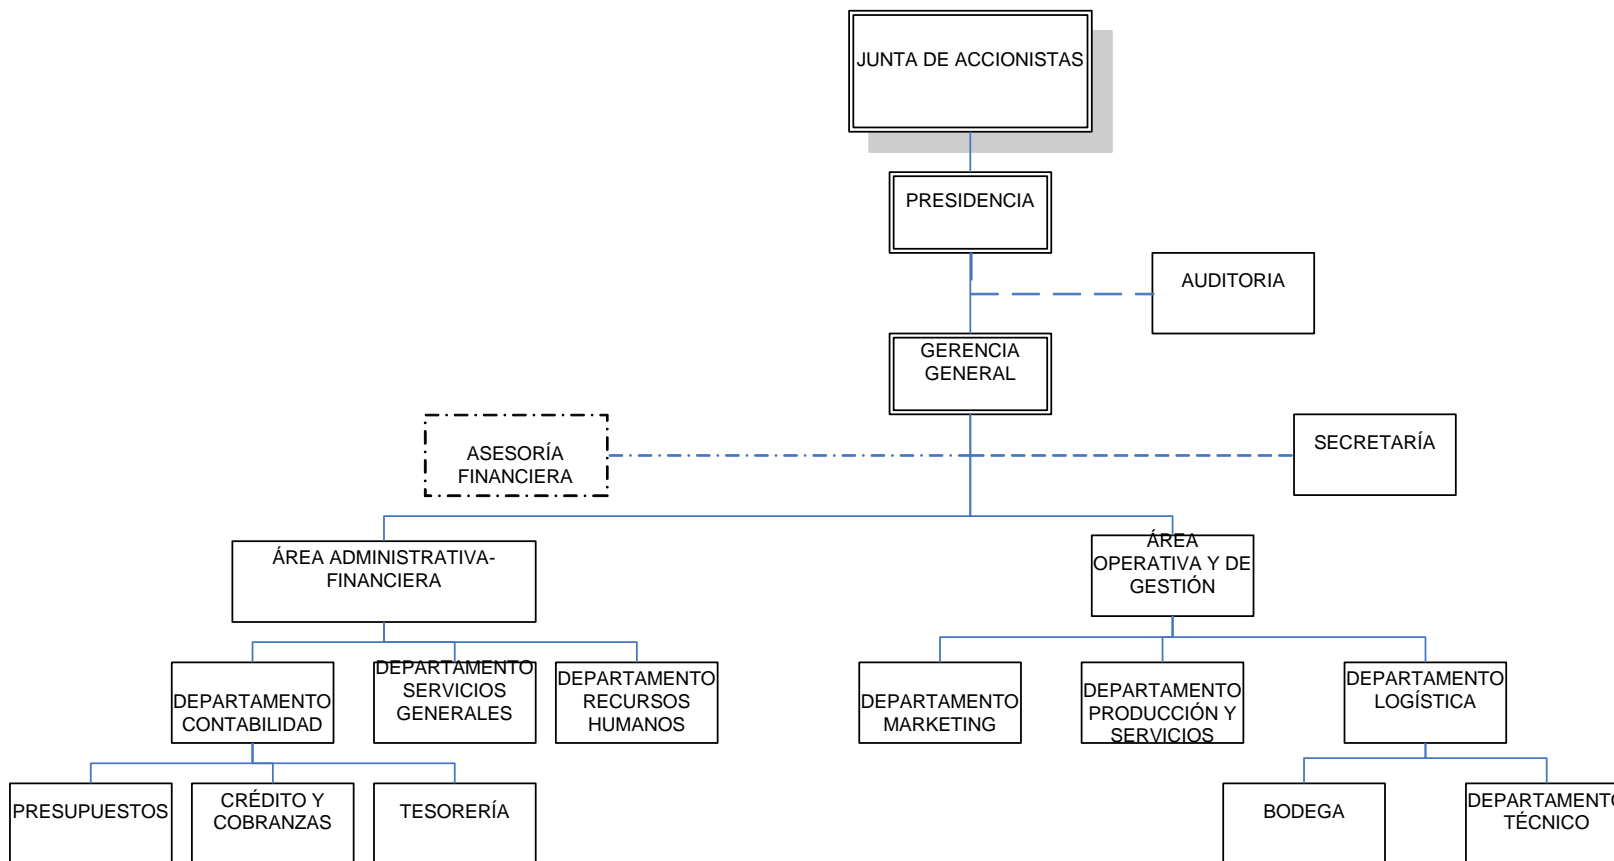 JUNTA DE ACCIONISTAS
PRESIDENCIA
AUDITORIA
GERENCIA
GENERAL
ASESORÍA
FINANCIERA
SECRETARÍA
ÁREA ADMINISTRATIVA-
FINANCIERA
ÁREA
OPERATIVA Y DE
GESTIÓN
DEPARTAMENTO
CONTABILIDAD
DEPARTAMENTO
SERVICIOS
GENERALES
DEPARTAMENTO
RECURSOS
HUMANOS
DEPARTAMENTO
MARKETING
DEPARTAMENTO
PRODUCCIÓN Y
SERVICIOS
DEPARTAMENTO
LOGÍSTICA
PRESUPUESTOS
CRÉDITO Y
COBRANZAS
TESORERÍA
BODEGA
DEPARTAMENTO
TÉCNICO